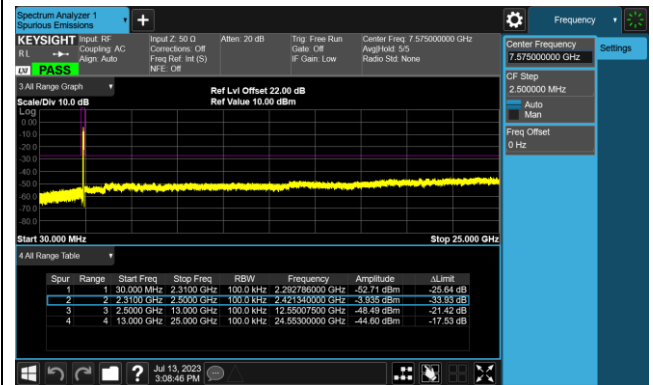 Spectrum Analyzer 1
Spurious Emissions
Frequency
KEYSIGHT
RL
LXI PASS
Input: RF
Coupling: AC
Align: Auto
Input Z: 50 Ω
Corrections: Off
Freq Ref: Int (S)
NFE: Off
Atten: 20 dB
Trig: Free Run
Gate: Off
IF Gain: Low
Center Freq: 7.575000000 GHz
Avg|Hold: 5/5
Radio Std: None
Center Frequency
7.575000000 GHz
Settings
CF Step
2.500000 MHz
Auto
Man
Freq Offset
0 Hz
3 All Range Graph
Scale/Div 10.0 dB
Ref Lvl Offset 22.00 dB
Ref Value 10.00 dBm
Log
0.00
-10.0
-20.0
-30.0
-40.0
-50.0
-60.0
-70.0
-80.0
Start 30.000 MHz
Stop 25.000 GHz
4 All Range Table
Spur Range Start Freq Stop Freq RBW Frequency Amplitude ΔLimit
1 1 30.000 MHz 2.3100 GHz 100.0 kHz 2.292786000 GHz -52.71 dBm -25.64 dB
2 2 2.3100 GHz 2.5000 GHz 100.0 kHz 2.421340000 GHz -3.935 dBm -33.93 dB
3 3 2.5000 GHz 13.000 GHz 100.0 kHz 12.55007500 GHz -48.49 dBm -21.42 dB
4 4 13.000 GHz 25.000 GHz 100.0 kHz 24.55300000 GHz -44.60 dBm -17.53 dB
Jul 13, 2023
3:08:46 PM